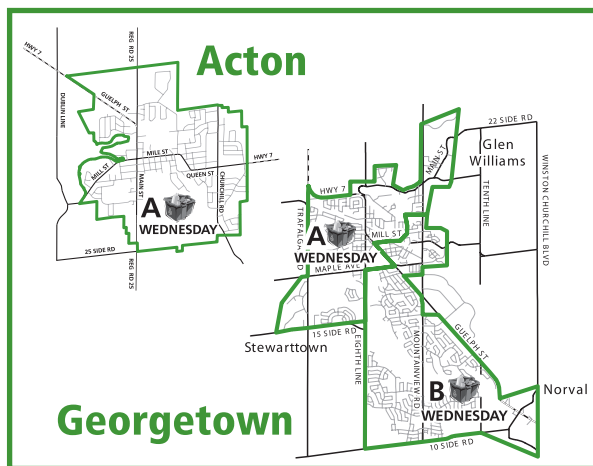 Acton
HWY 7
REG RD 25
DUBLIN LINE
GUELPH ST
MILL ST
MILL ST
QUEEN ST
HWY 7
MAIN ST
CHURCHILL RD
A
WEDNESDAY
25 SIDE RD
REG RD 25
22 SIDE RD
Glen
Williams
MAIN ST
TENTH LINE
WINSTON CHURCHILL BLVD
HWY 7
A
MILL ST
WEDNESDAY
MAPLE AVE
15 SIDE RD
Stewarttown
EIGHTH LINE
MOUNTAINVIEW RD
GUELPH ST
B
WEDNESDAY
Norval
10 SIDE RD
Georgetown